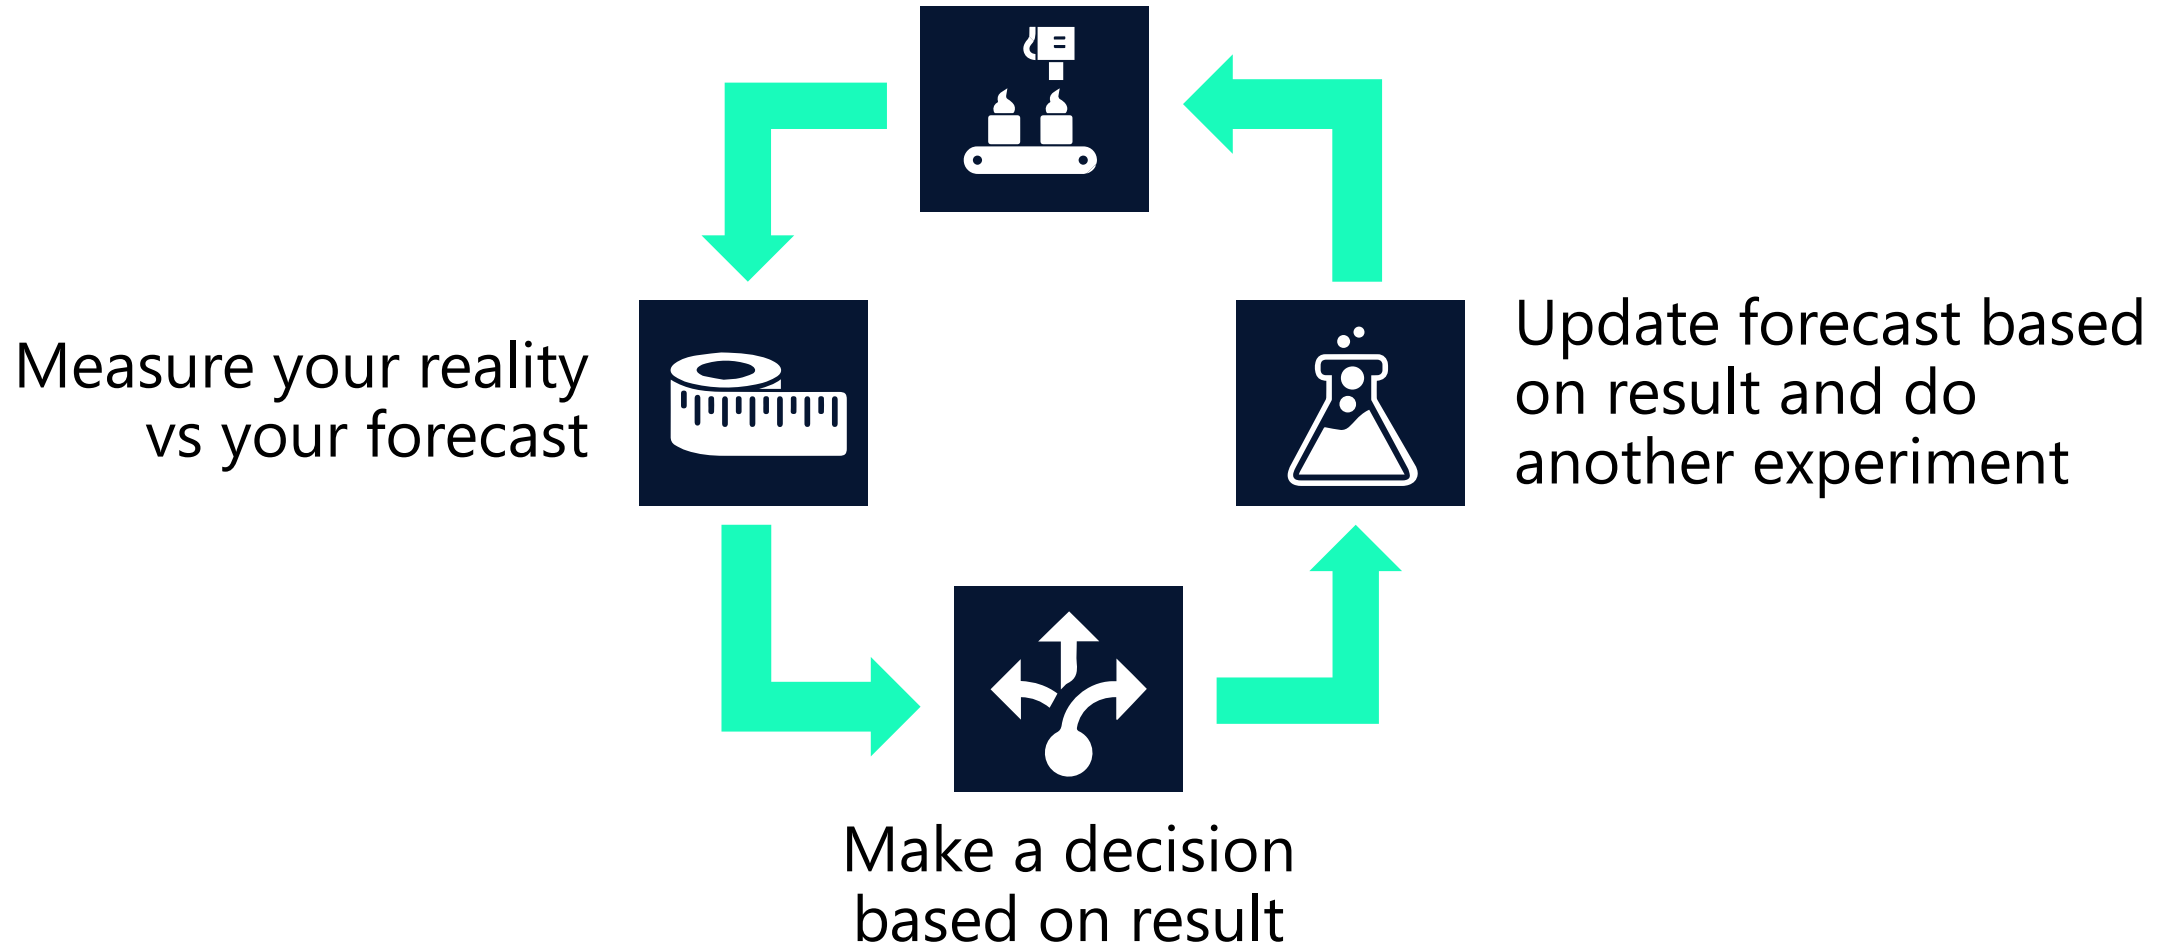 Measure your reality
vs your forecast
Update forecast based
on result and do
another experiment
Make a decision
based on result